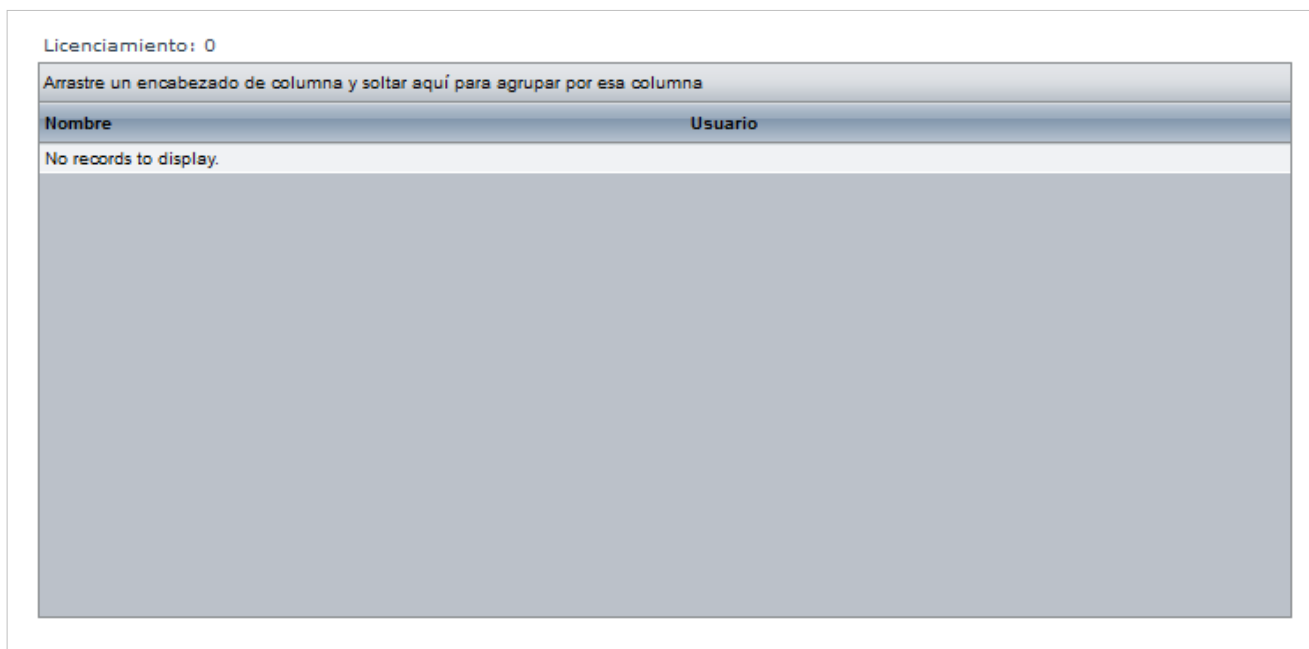 Licenciamiento: 0
Arrastre un encabezado de columna y soltar aquí para agrupar por esa columna
Nombre Usuario
No records to display.